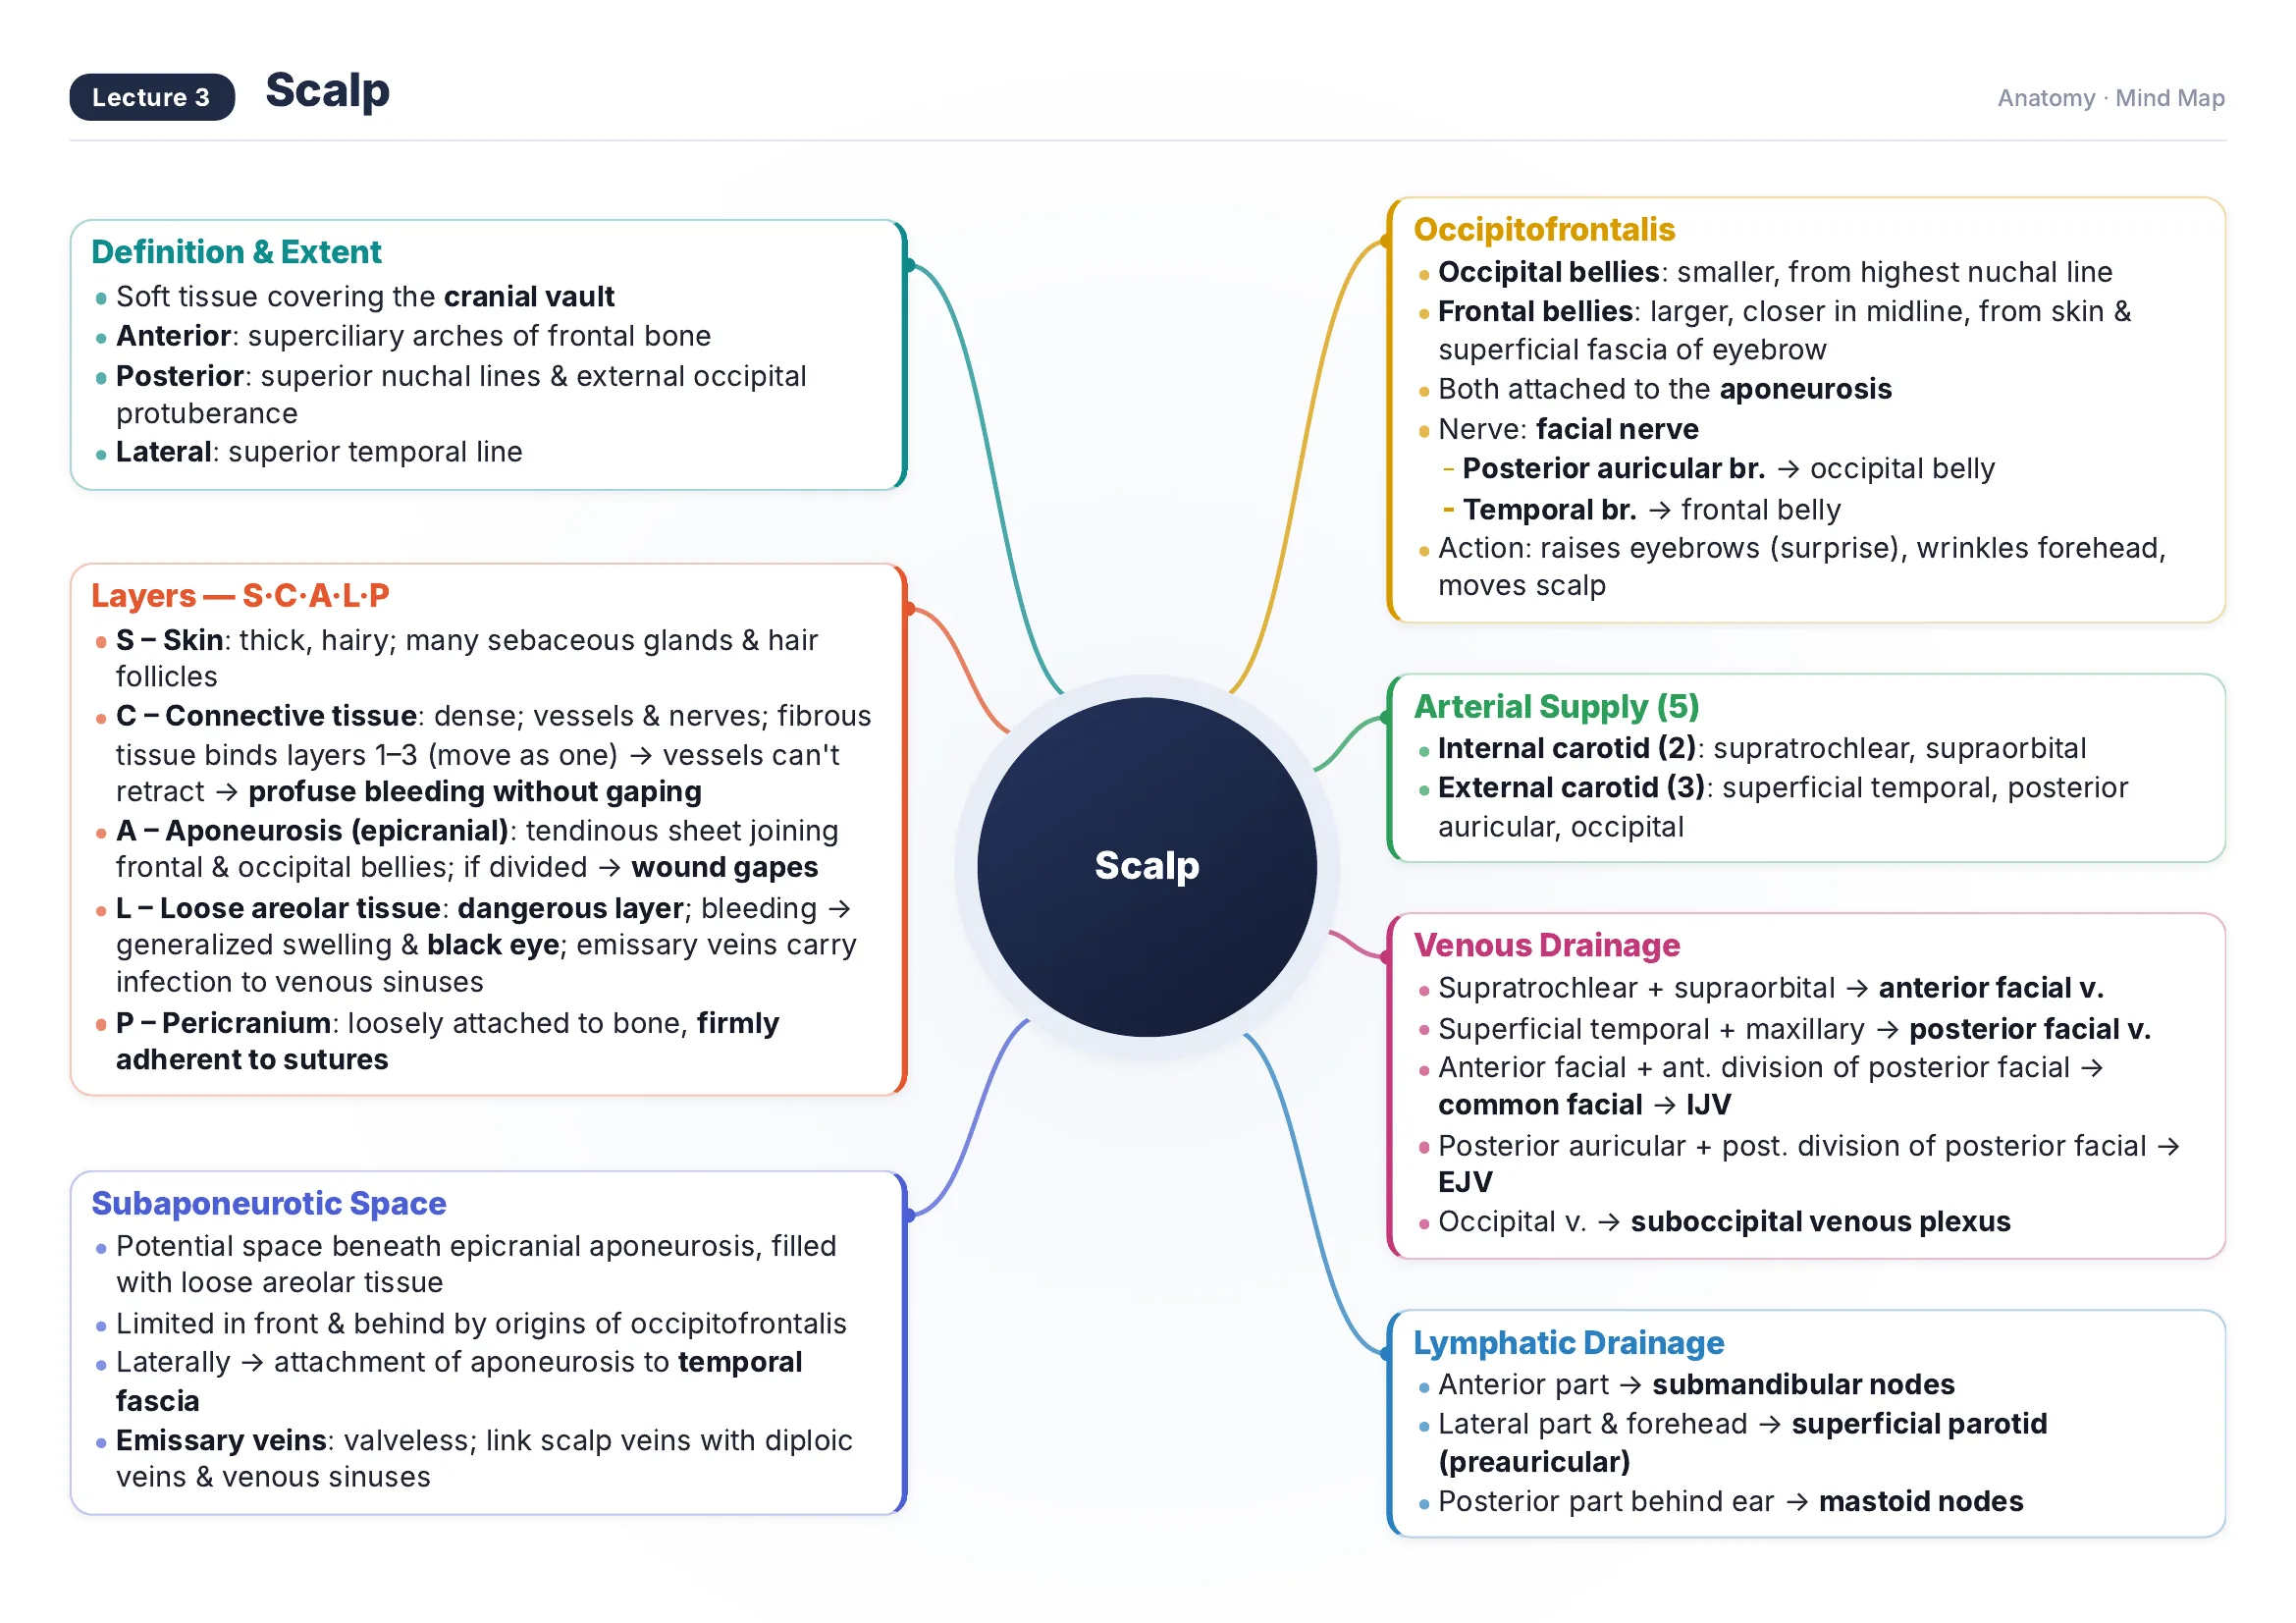 Lecture 3
Scalp
Anatomy · Mind Map
Definition & Extent
• Soft tissue covering the cranial vault
• Anterior: superciliary arches of frontal bone
• Posterior: superior nuchal lines & external occipital
protuberance
• Lateral: superior temporal line
Layers — S·C·A·L·P
• S – Skin: thick, hairy; many sebaceous glands & hair
follicles
• C – Connective tissue: dense; vessels & nerves; fibrous
tissue binds layers 1–3 (move as one) → vessels can't
retract → profuse bleeding without gaping
• A – Aponeurosis (epicranial): tendinous sheet joining
frontal & occipital bellies; if divided → wound gapes
• L – Loose areolar tissue: dangerous layer; bleeding →
generalized swelling & black eye; emissary veins carry
infection to venous sinuses
• P – Pericranium: loosely attached to bone, firmly
adherent to sutures
Subaponeurotic Space
• Potential space beneath epicranial aponeurosis, filled
with loose areolar tissue
• Limited in front & behind by origins of occipitofrontalis
• Laterally → attachment of aponeurosis to temporal
fascia
• Emissary veins: valveless; link scalp veins with diploic
veins & venous sinuses
Scalp
Occipitofrontalis
• Occipital bellies: smaller, from highest nuchal line
• Frontal bellies: larger, closer in midline, from skin &
superficial fascia of eyebrow
• Both attached to the aponeurosis
• Nerve: facial nerve
– Posterior auricular br. → occipital belly
– Temporal br. → frontal belly
• Action: raises eyebrows (surprise), wrinkles forehead,
moves scalp
Arterial Supply (5)
• Internal carotid (2): supratrochlear, supraorbital
• External carotid (3): superficial temporal, posterior
auricular, occipital
Venous Drainage
• Supratrochlear + supraorbital → anterior facial v.
• Superficial temporal + maxillary → posterior facial v.
• Anterior facial + ant. division of posterior facial →
common facial → IJV
• Posterior auricular + post. division of posterior facial →
EJV
• Occipital v. → suboccipital venous plexus
Lymphatic Drainage
• Anterior part → submandibular nodes
• Lateral part & forehead → superficial parotid
(preauricular)
• Posterior part behind ear → mastoid nodes